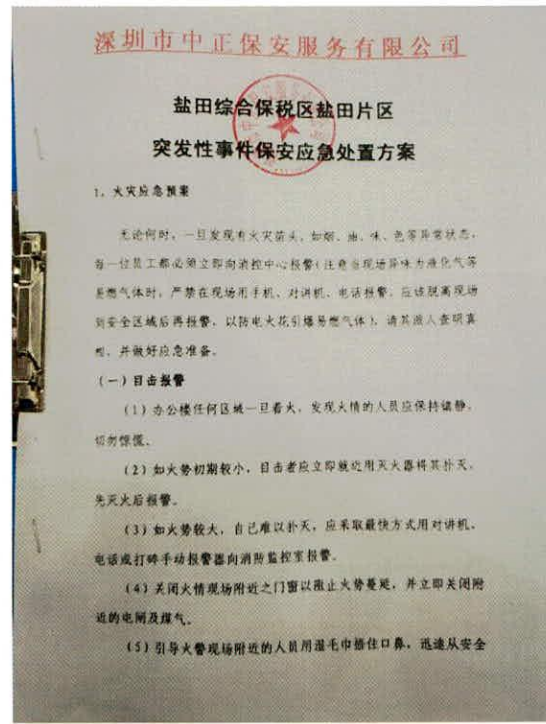 深圳市中正保安服务有限公司
盐田综合保税区盐田片区
突发性事件保安应急处置方案
1、火灾应急预案
无论何时，一旦发现有火灾苗头，如烟、油、味、色等异常状态，
每一位员工都必须立即向消控中心报警（注意当现场异味为液化气等
易燃气体时，严禁在现场用手机、对讲机、电话报警，应该脱离现场
到安全区域后再报警，以防电火花引爆易燃气体），请其派人查明真
相，并做好应急准备。
（一）目击报警
（1）办公楼任何区域一旦着火，发现火情的人员应保持镇静，
切勿惊慌。
（2）如火势初期较小，目击者应立即就近用灭火器将其扑灭，
先灭火后报警。
（3）如火势较大，自己难以扑灭，应采取最快方式用对讲机、
电话或打碎手动报警器向消防监控室报警。
（4）关闭火情现场附近之门窗以阻止火势蔓延，并立即关闭附
近的电闸及煤气。
（5）引导火警现场附近的人员用湿毛巾捂住口鼻，迅速从安全